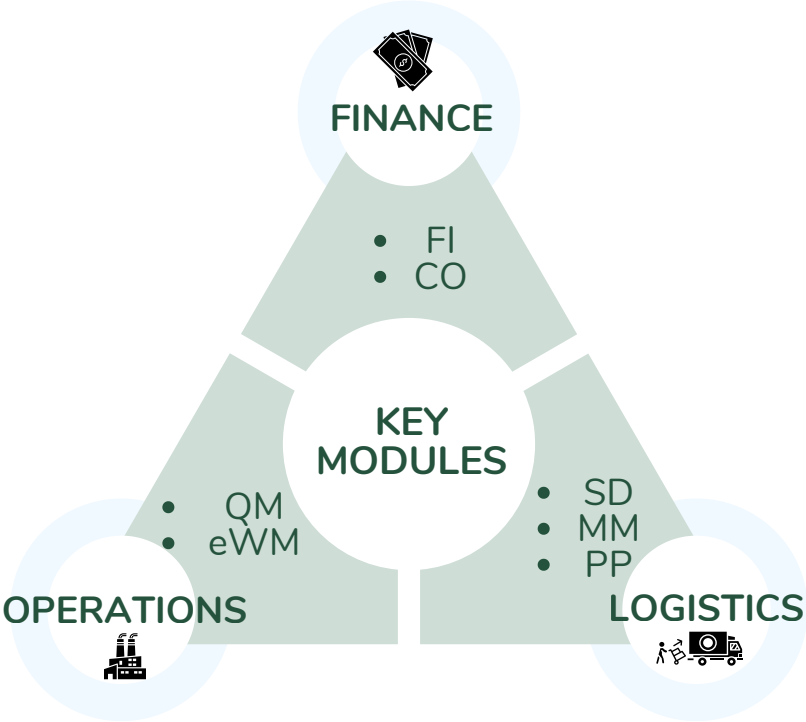 FINANCE
• FI
• CO
KEY
MODULES
• QM
• eWM
• SD
• MM
• PP
OPERATIONS
LOGISTICS